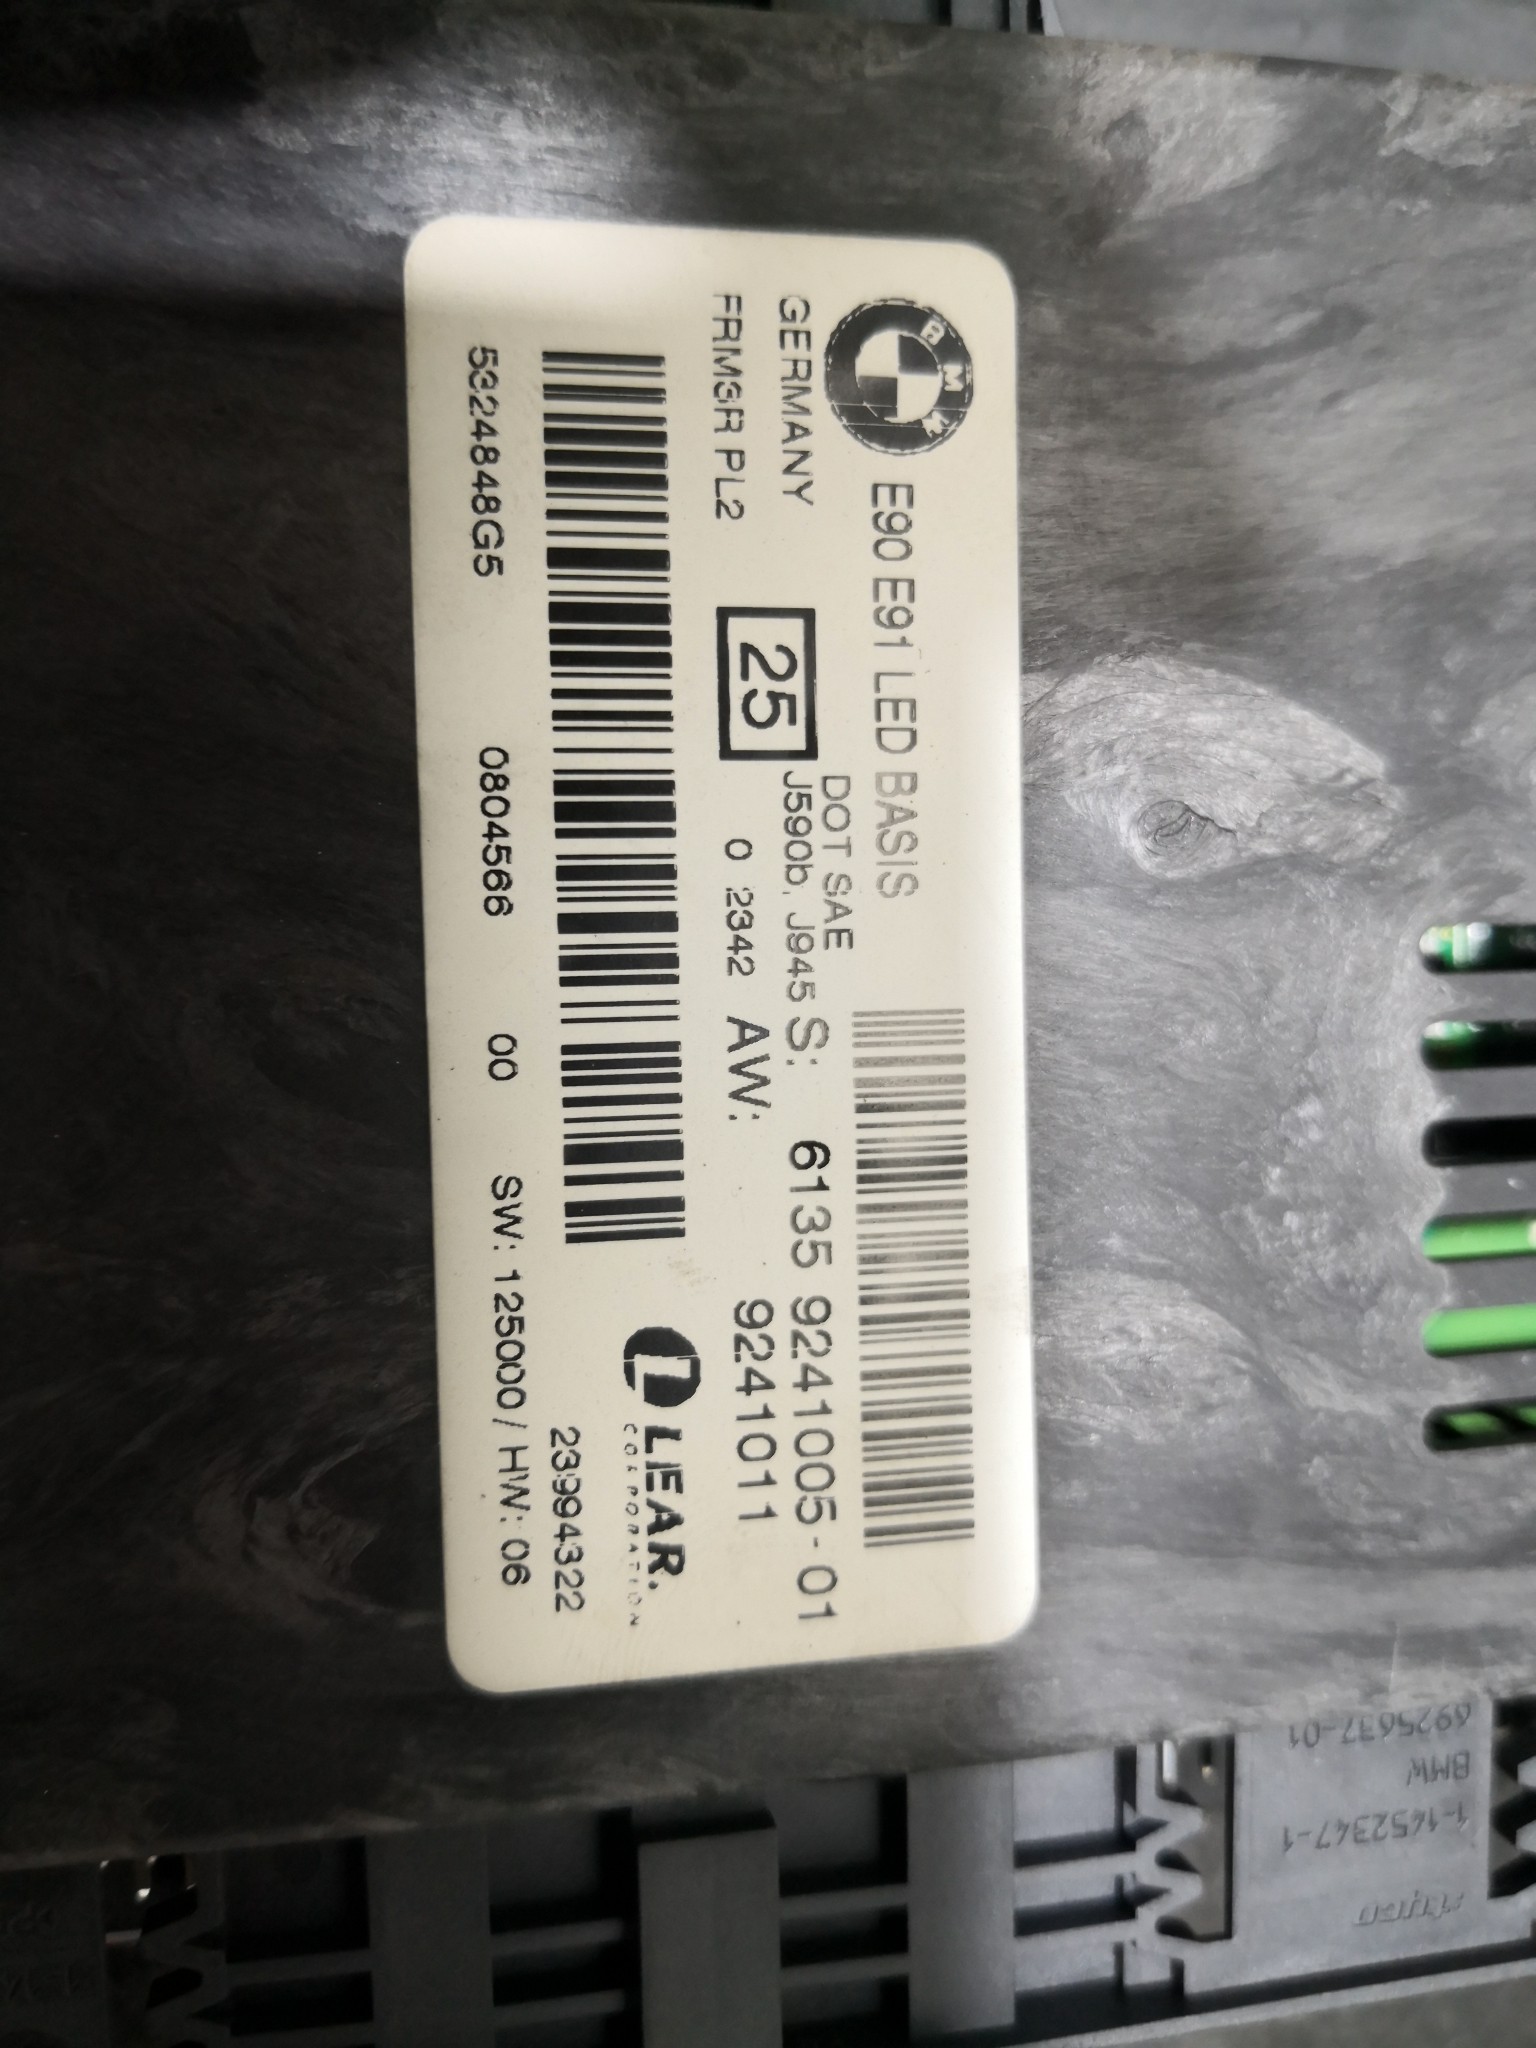 BMW
E90 E91 LED BASIS
GERMANY
FRM3R PL2
25
DOT SAE
J590b, J945
0 2342
S: 6135 9241005-01
AW: 9241011
LEAR.
CORPORATION
23994322
5324848G5 0804566 00 SW: 125000/HW: 06
6925637-01
BMW
1-1452347-1
tyco